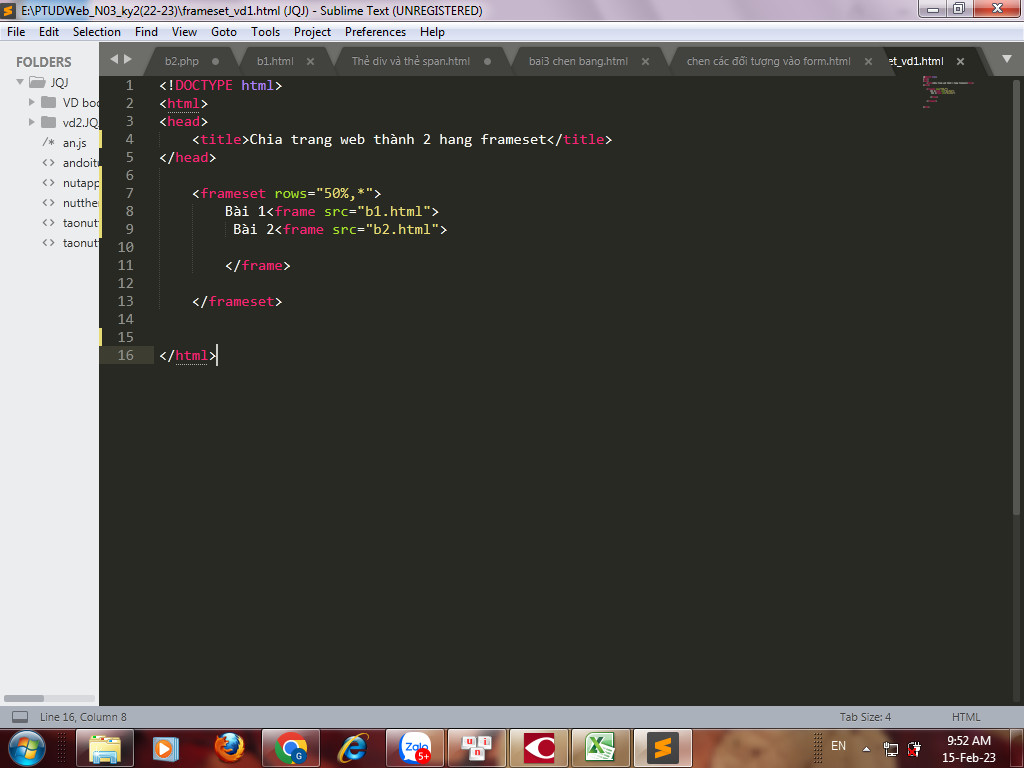 E:\PTUDWeb_N03_ky2(22-23)\frameset_vd1.html (JQJ) - Sublime Text (UNREGISTERED)
File Edit Selection Find View Goto Tools Project Preferences Help
b2.php b1.html Thẻ div và thẻ span.html bai3 chen bang.html chen các đối tượng vào form.html et_vd1.html
FOLDERS
JQJ
VD boo
vd2.JQ
an.js
andoitu
nutapp
nutthe
taonut
taonut
1 <!DOCTYPE html>
2 <html>
3 <head>
4 <title>Chia trang web thành 2 hang frameset</title>
5 </head>
6
7 <frameset rows="50%,*">
8 Bài 1<frame src="b1.html">
9 Bài 2<frame src="b2.html">
10
11 </frame>
12
13 </frameset>
14
15
16 </html>
Line 16, Column 8 Tab Size: 4 HTML
Zalo
5+
G
u i
n
EN
9:52 AM
15-Feb-23